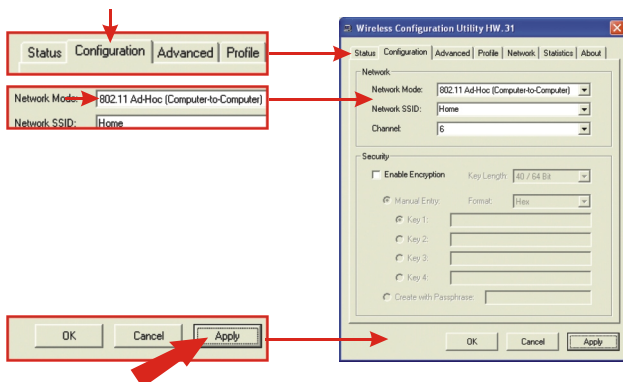 Status Configuration Advanced Profile
Network Mode: 802.11 Ad-Hoc (Computer-to-Computer)
Network SSID: Home
OK Cancel Apply
Wireless Configuration Utility HW.31
Status Configuration Advanced Profile Network Statistics About
Network
Network Mode: 802.11 Ad-Hoc (Computer-to-Computer)
Network SSID: Home
Channel: 6
Security
Enable Encryption Key Length: 40 / 64 Bit
Manual Entry: Format: Hex
Key 1:
Key 2:
Key 3:
Key 4:
Create with Passphrase:
OK Cancel Apply